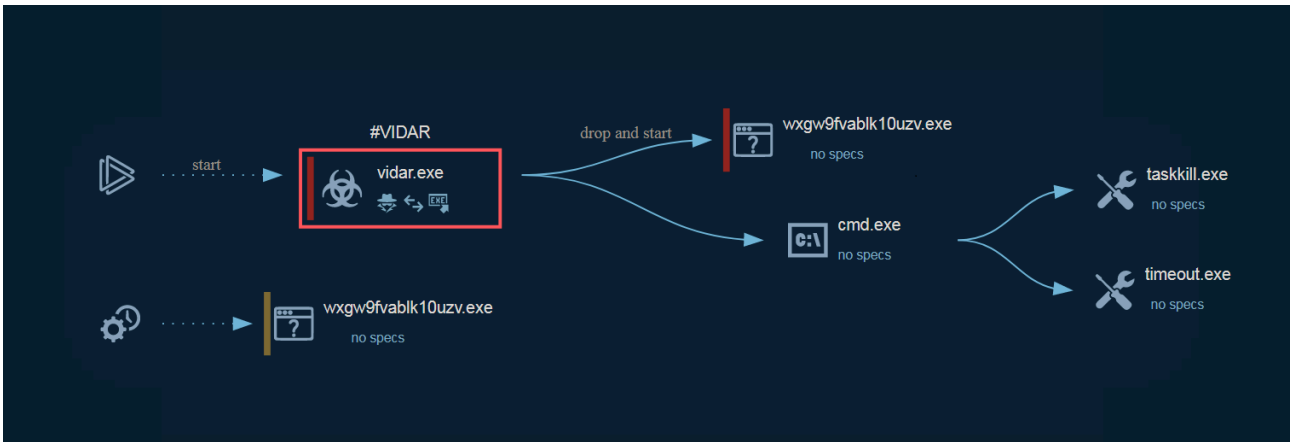 #VIDAR
start
vidar.exe
EXE
drop and start
wxgw9fvablk10uzv.exe
no specs
C:\
cmd.exe
no specs
taskkill.exe
no specs
timeout.exe
no specs
?
wxgw9fvablk10uzv.exe
no specs
?